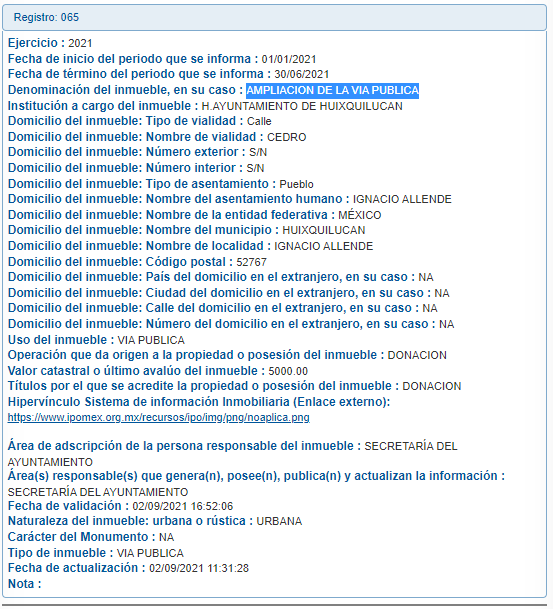 Registro: 065
Ejercicio : 2021
Fecha de inicio del periodo que se informa : 01/01/2021
Fecha de término del periodo que se informa : 30/06/2021
Denominación del inmueble, en su caso : AMPLIACION DE LA VIA PUBLICA
Institución a cargo del inmueble : H.AYUNTAMIENTO DE HUIXQUILUCAN
Domicilio del inmueble: Tipo de vialidad : Calle
Domicilio del inmueble: Nombre de vialidad : CEDRO
Domicilio del inmueble: Número exterior : S/N
Domicilio del inmueble: Número interior : S/N
Domicilio del inmueble: Tipo de asentamiento : Pueblo
Domicilio del inmueble: Nombre del asentamiento humano : IGNACIO ALLENDE
Domicilio del inmueble: Nombre de la entidad federativa : MÉXICO
Domicilio del inmueble: Nombre del municipio : HUIXQUILUCAN
Domicilio del inmueble: Nombre de localidad : IGNACIO ALLENDE
Domicilio del inmueble: Código postal : 52767
Domicilio del inmueble: País del domicilio en el extranjero, en su caso : NA
Domicilio del inmueble: Ciudad del domicilio en el extranjero, en su caso : NA
Domicilio del inmueble: Calle del domicilio en el extranjero, en su caso : NA
Domicilio del inmueble: Número del domicilio en el extranjero, en su caso : NA
Uso del inmueble : VIA PUBLICA
Operación que da origen a la propiedad o posesión del inmueble : DONACION
Valor catastral o último avalúo del inmueble : 5000.00
Títulos por el que se acredite la propiedad o posesión del inmueble : DONACION
Hipervínculo Sistema de información Inmobiliaria (Enlace externo):
https://www.ipomex.org.mx/recursos/ipo/img/png/noaplica.png
Área de adscripción de la persona responsable del inmueble : SECRETARÍA DEL
AYUNTAMIENTO
Área(s) responsable(s) que genera(n), posee(n), publica(n) y actualizan la información :
SECRETARÍA DEL AYUNTAMIENTO
Fecha de validación : 02/09/2021 16:52:06
Naturaleza del inmueble: urbana o rústica : URBANA
Carácter del Monumento : NA
Tipo de inmueble : VIA PUBLICA
Fecha de actualización : 02/09/2021 11:31:28
Nota :